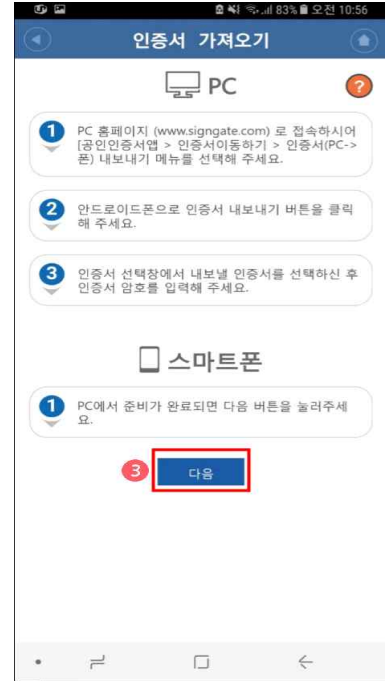 83% 오전 10:56
인증서 가져오기
PC
?
1
PC 홈페이지 (www.signgate.com) 로 접속하시어
[공인인증서앱 > 인증서이동하기 > 인증서(PC->
폰) 내보내기 메뉴를 선택해 주세요.
2
안드로이드폰으로 인증서 내보내기 버튼을 클릭
해 주세요.
3
인증서 선택창에서 내보낼 인증서를 선택하신 후
인증서 암호를 입력해 주세요.
스마트폰
1
PC에서 준비가 완료되면 다음 버튼을 눌러주세
요.
3
다음